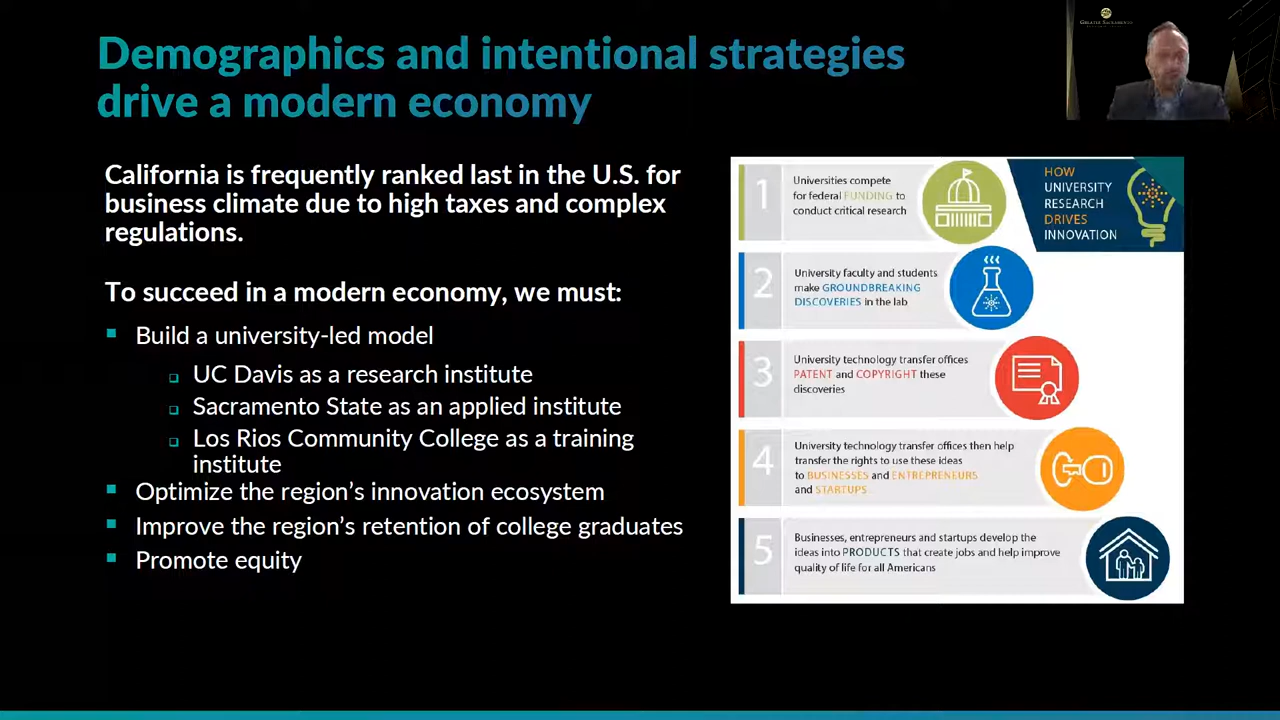 Demographics and intentional strategies
drive a modern economy
California is frequently ranked last in the U.S. for
business climate due to high taxes and complex
regulations.
To succeed in a modern economy, we must:
Build a university-led model
UC Davis as a research institute
Sacramento State as an applied institute
Los Rios Community College as a training
institute
Optimize the region's innovation ecosystem
Improve the region's retention of college graduates
Promote equity
GREATER SACRAMENTO
HOW
UNIVERSITY
RESEARCH
DRIVES
INNOVATION
1
Universities compete
for federal FUNDING to
conduct critical research
2
University faculty and students
make GROUNDBREAKING
DISCOVERIES in the lab
3
University technology transfer offices
PATENT and COPYRIGHT these
discoveries
4
University technology transfer offices then help
transfer the rights to use these ideas
to BUSINESSES and ENTREPRENEURS
and STARTUPS
5
Businesses, entrepreneurs and startups develop the
ideas into PRODUCTS that create jobs and help improve
quality of life for all Americans